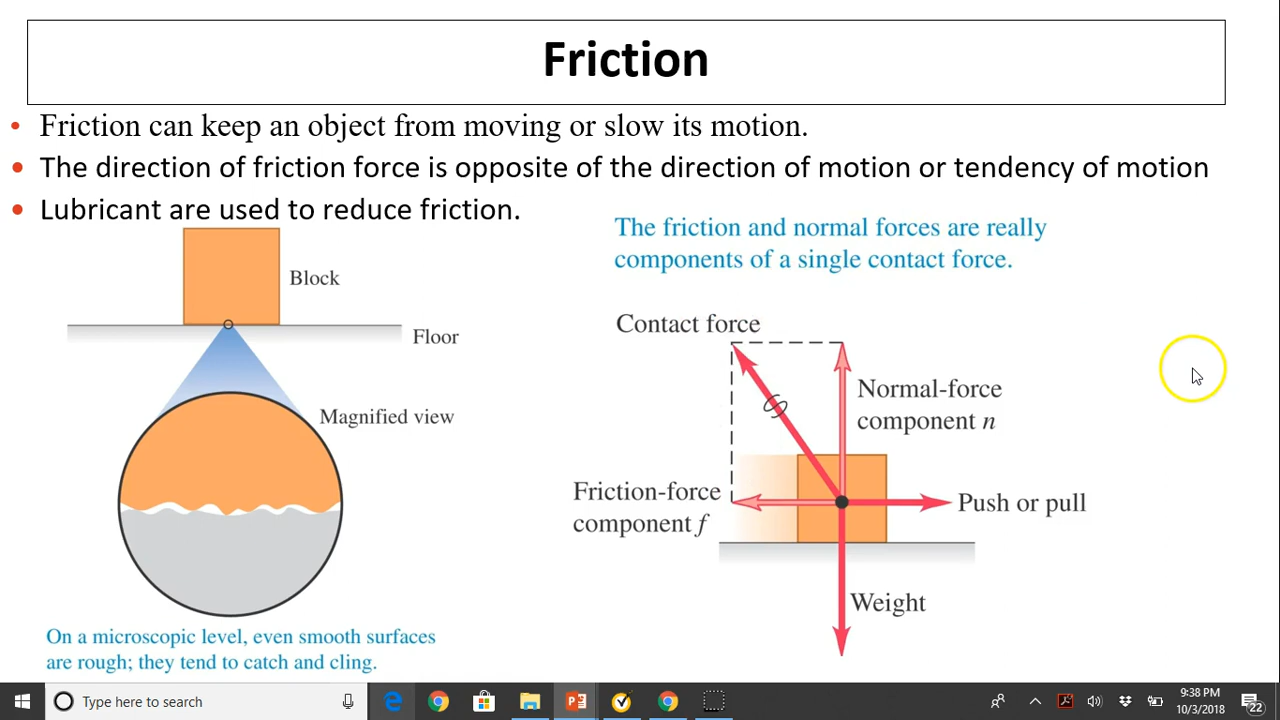 Friction
• Friction can keep an object from moving or slow its motion.
• The direction of friction force is opposite of the direction of motion or tendency of motion
• Lubricant are used to reduce friction.
Block
Floor
Magnified view
On a microscopic level, even smooth surfaces
are rough; they tend to catch and cling.
The friction and normal forces are really
components of a single contact force.
Contact force
Normal-force
component n
Friction-force
component f
Push or pull
Weight
Type here to search
9:38 PM
10/3/2018
22